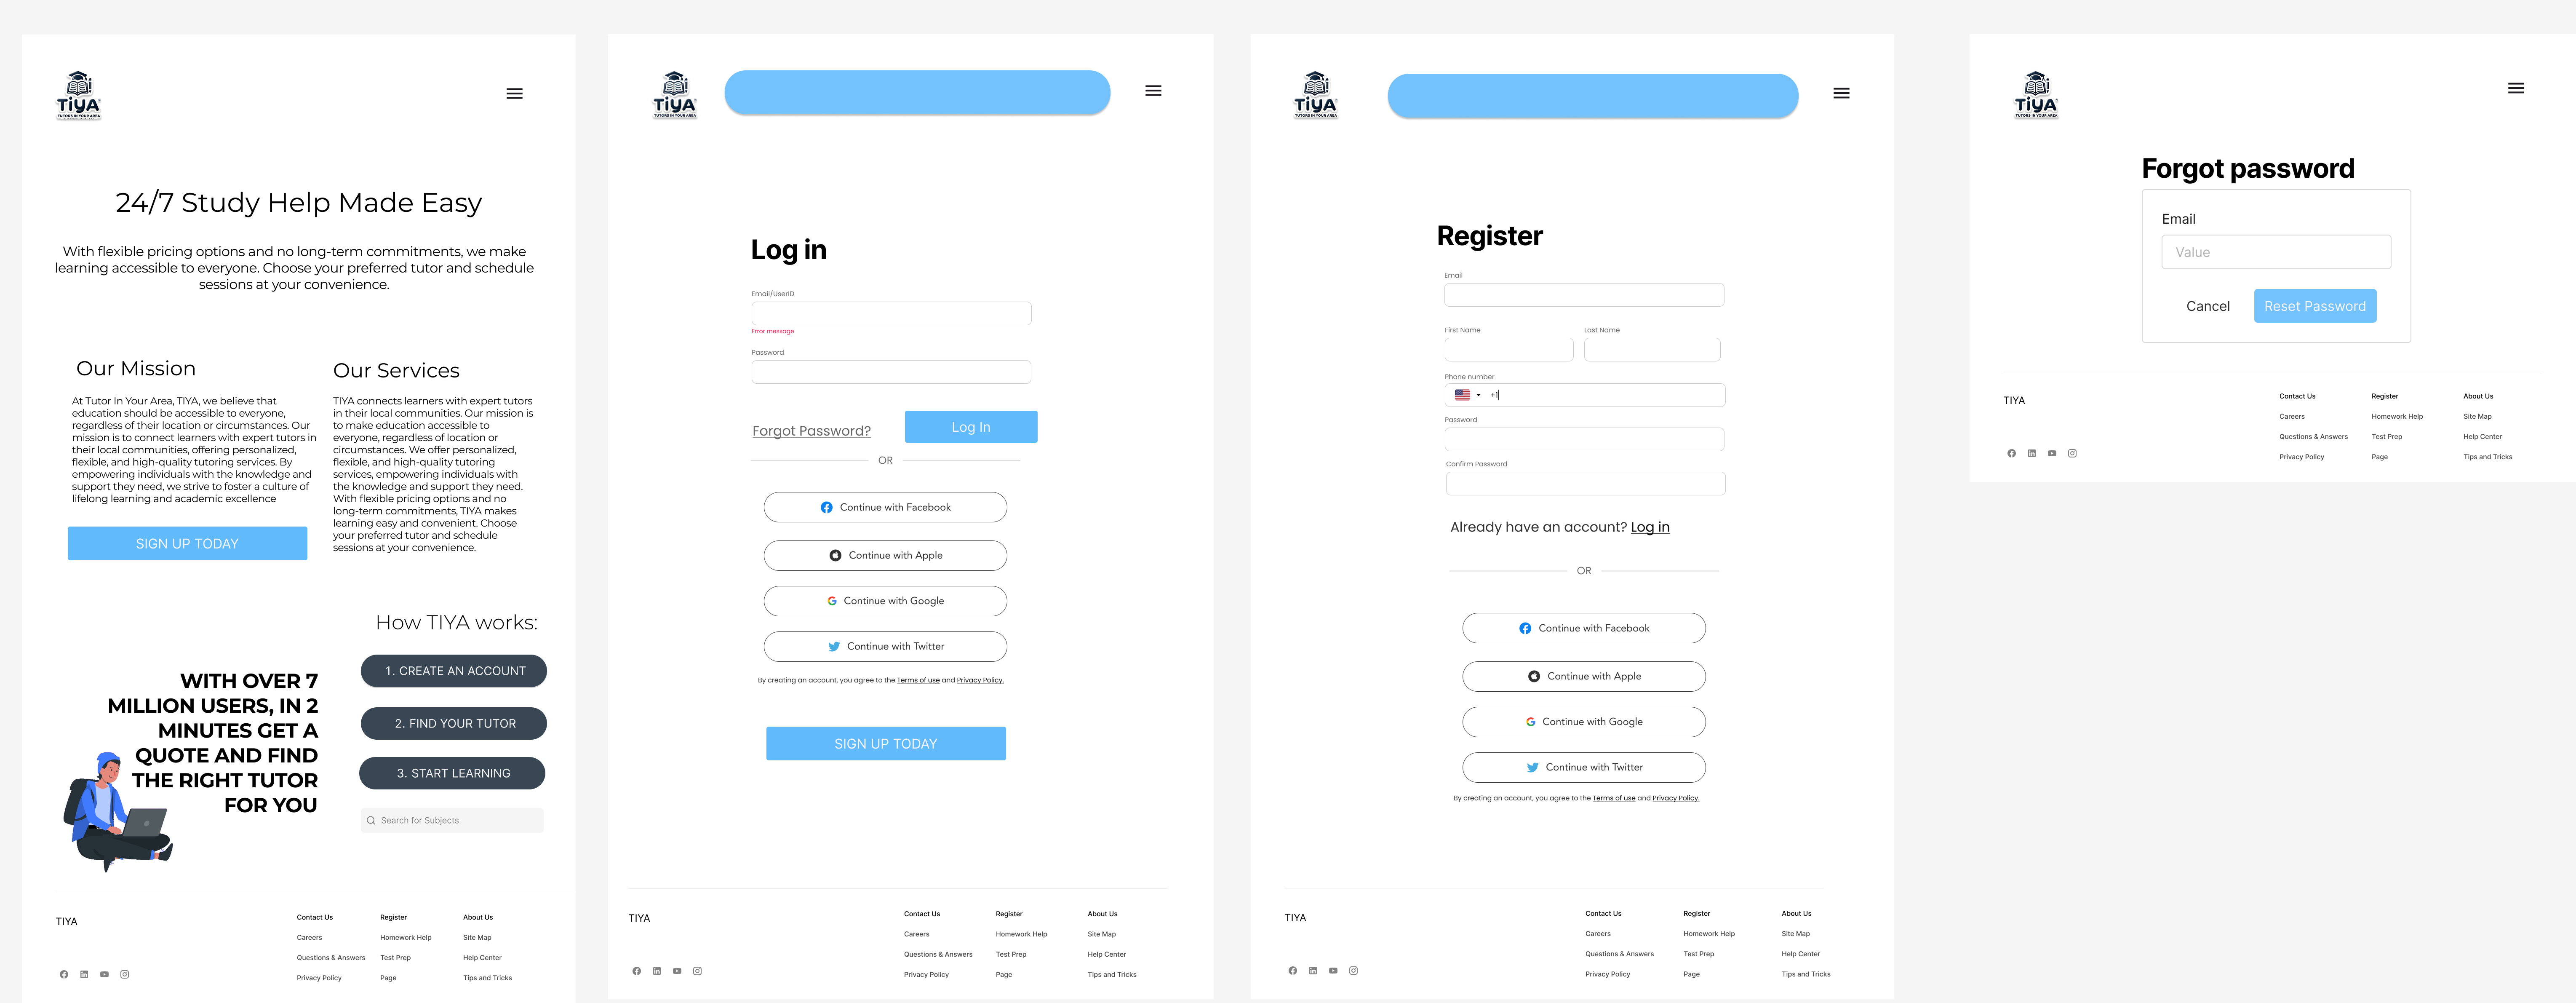 TiYA
TUTORS IN YOUR AREA
24/7 Study Help Made Easy
With flexible pricing options and no long-term commitments, we make
learning accessible to everyone. Choose your preferred tutor and schedule
sessions at your convenience.
Our Mission
At Tutor In Your Area, TIYA, we believe that
education should be accessible to everyone,
regardless of their location or circumstances. Our
mission is to connect learners with expert tutors in
their local communities, offering personalized,
flexible, and high-quality tutoring services. By
empowering individuals with the knowledge and
support they need, we strive to foster a culture of
lifelong learning and academic excellence
SIGN UP TODAY
Our Services
TIYA connects learners with expert tutors
in their local communities. Our mission is
to make education accessible to
everyone, regardless of location or
circumstances. We offer personalized,
flexible, and high-quality tutoring
services, empowering individuals with
the knowledge and support they need.
With flexible pricing options and no
long-term commitments, TIYA makes
learning easy and convenient. Choose
your preferred tutor and schedule
sessions at your convenience.
WITH OVER 7
MILLION USERS, IN 2
MINUTES GET A
QUOTE AND FIND
THE RIGHT TUTOR
FOR YOU
How TIYA works:
1. CREATE AN ACCOUNT
2. FIND YOUR TUTOR
3. START LEARNING
Search for Subjects
TIYA
Contact Us
Careers
Questions & Answers
Privacy Policy
Register
Homework Help
Test Prep
Page
About Us
Site Map
Help Center
Tips and Tricks
TiYA
TUTORS IN YOUR AREA
Log in
Email/UserID
Error message
Password
Forgot Password?
Log In
OR
Continue with Facebook
Continue with Apple
Continue with Google
Continue with Twitter
By creating an account, you agree to the Terms of use and Privacy Policy.
SIGN UP TODAY
TIYA
Contact Us
Careers
Questions & Answers
Privacy Policy
Register
Homework Help
Test Prep
Page
About Us
Site Map
Help Center
Tips and Tricks
TiYA
TUTORS IN YOUR AREA
Register
Email
First Name
Last Name
Phone number
+1
Password
Confirm Password
Already have an account? Log in
OR
Continue with Facebook
Continue with Apple
Continue with Google
Continue with Twitter
By creating an account, you agree to the Terms of use and Privacy Policy.
TIYA
Contact Us
Careers
Questions & Answers
Privacy Policy
Register
Homework Help
Test Prep
Page
About Us
Site Map
Help Center
Tips and Tricks
TiYA
TUTORS IN YOUR AREA
Forgot password
Email
Value
Cancel
Reset Password
TIYA
Contact Us
Careers
Questions & Answers
Privacy Policy
Register
Homework Help
Test Prep
Page
About Us
Site Map
Help Center
Tips and Tricks